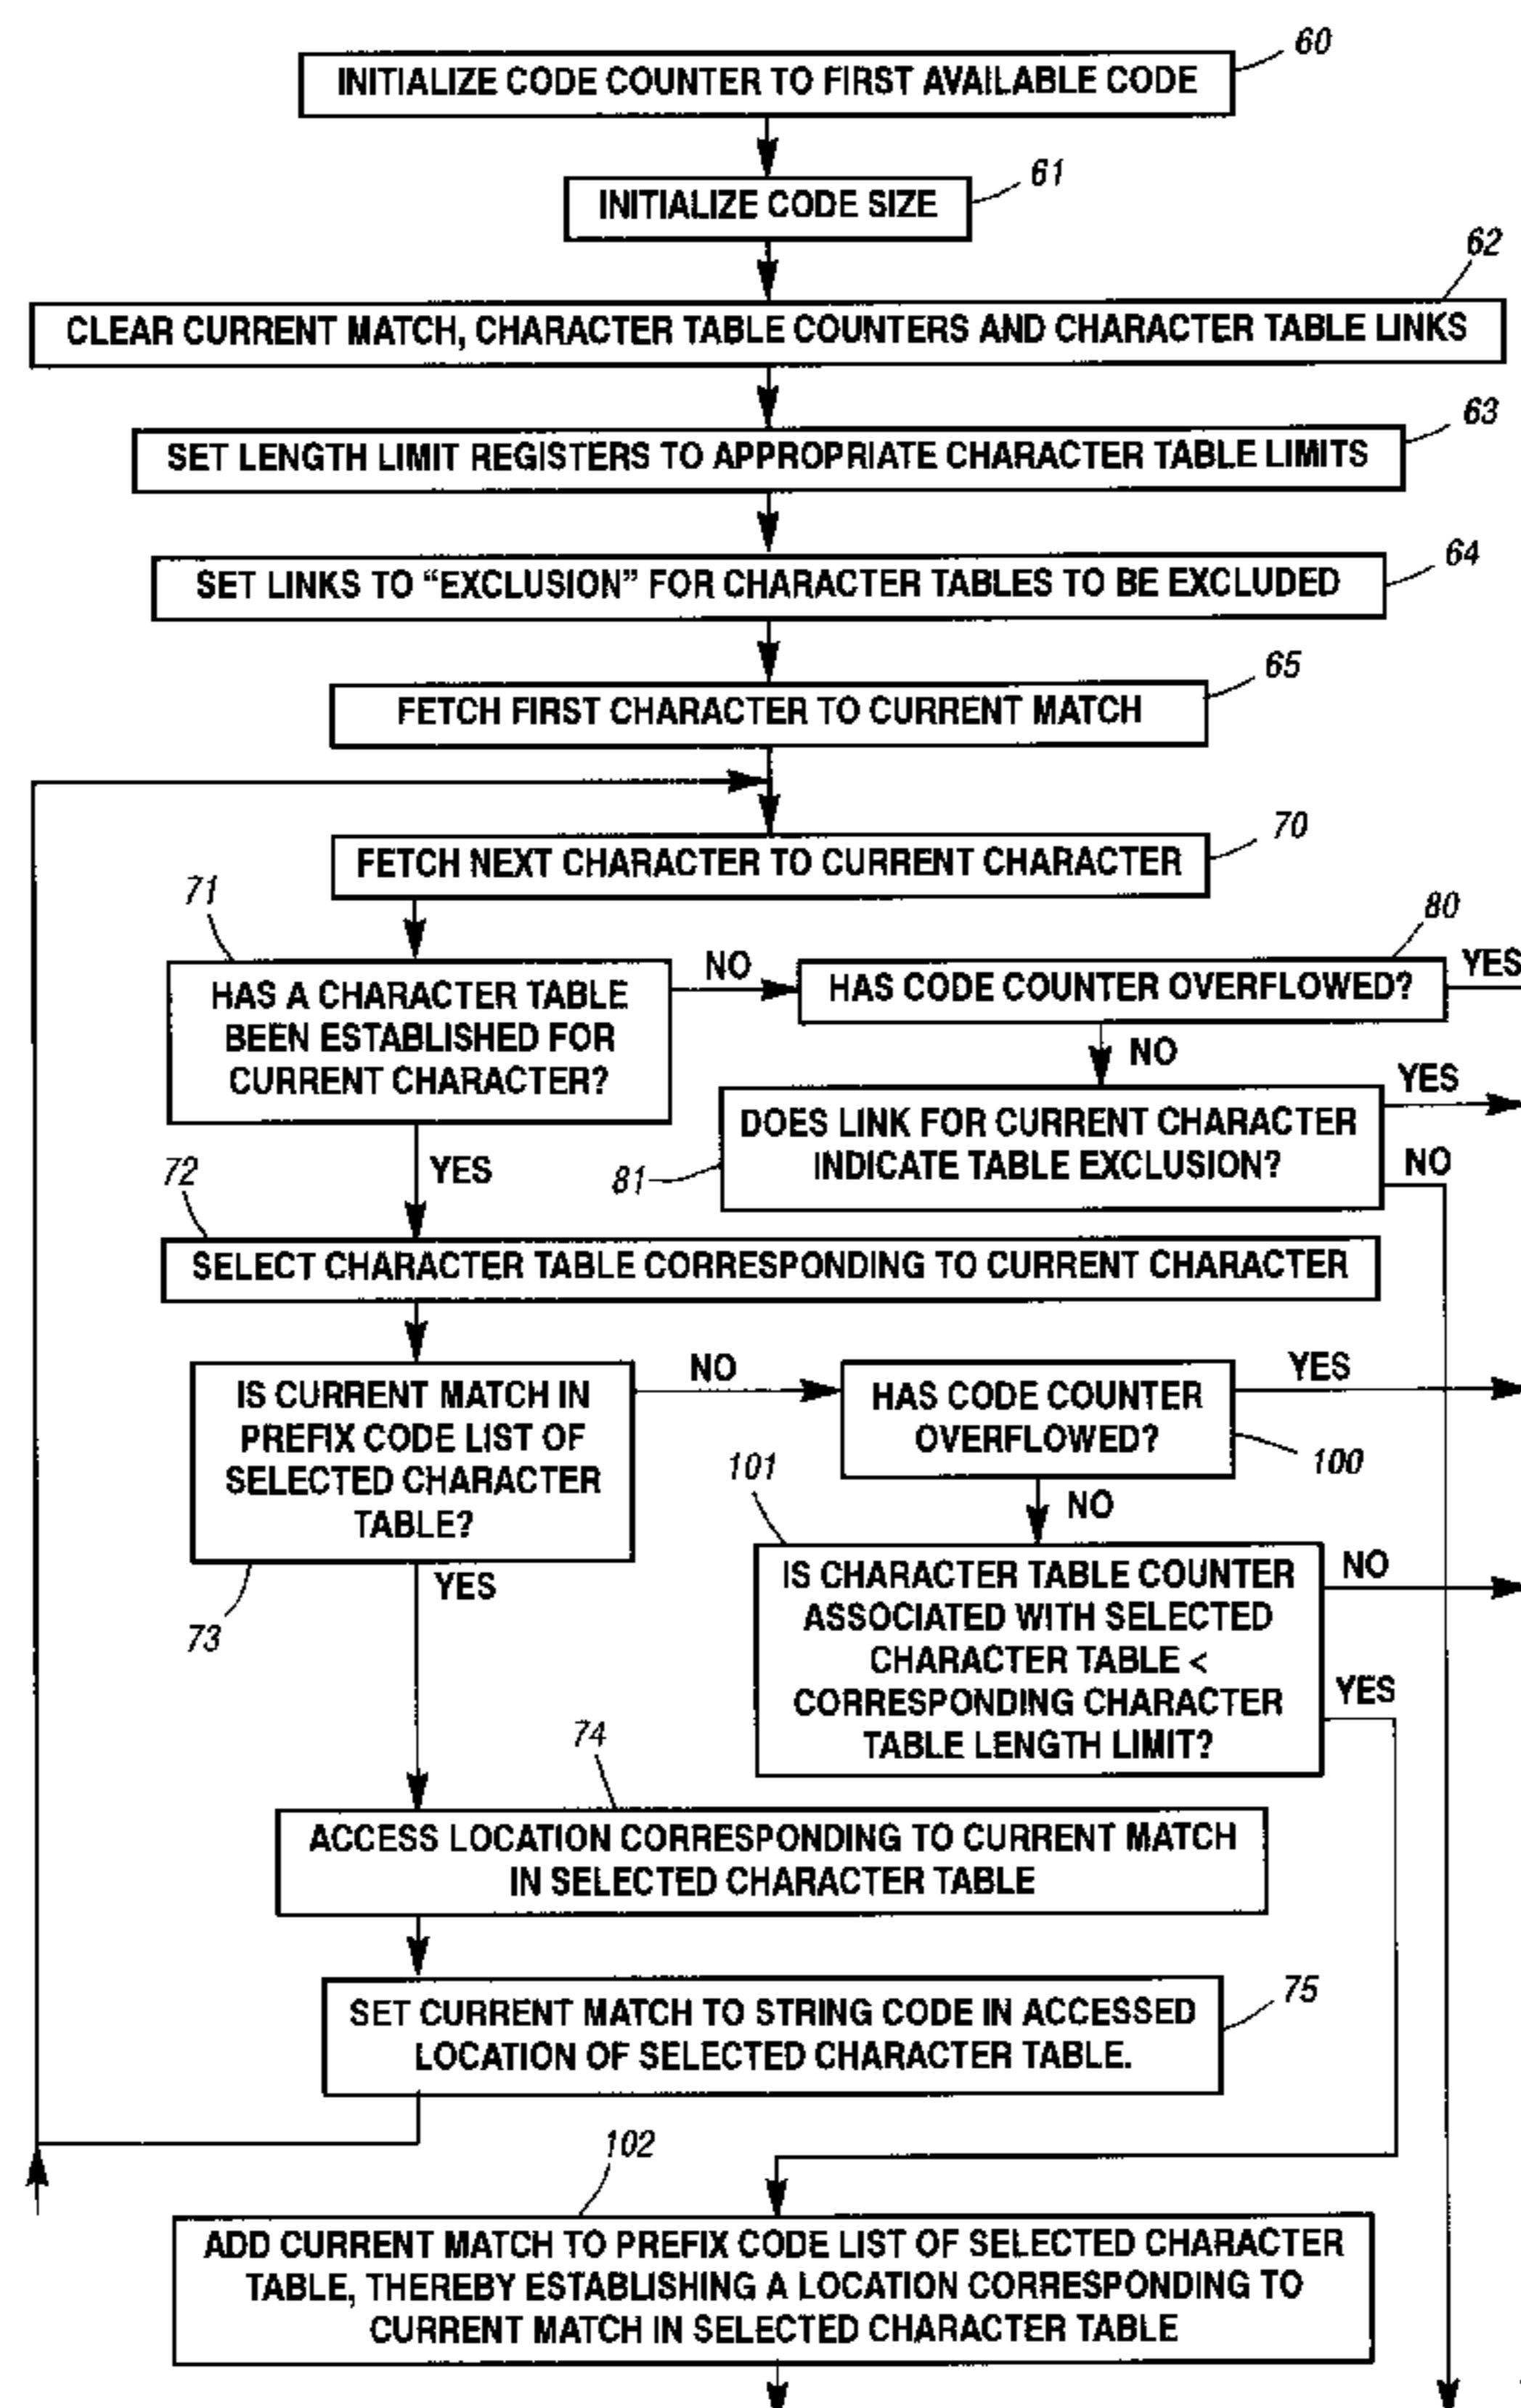 60
INITIALIZE CODE COUNTER TO FIRST AVAILABLE CODE
61
INITIALIZE CODE SIZE
62
CLEAR CURRENT MATCH, CHARACTER TABLE COUNTERS AND CHARACTER TABLE LINKS
63
SET LENGTH LIMIT REGISTERS TO APPROPRIATE CHARACTER TABLE LIMITS
64
SET LINKS TO “EXCLUSION” FOR CHARACTER TABLES TO BE EXCLUDED
65
FETCH FIRST CHARACTER TO CURRENT MATCH
70
FETCH NEXT CHARACTER TO CURRENT CHARACTER
71
HAS A CHARACTER TABLE
BEEN ESTABLISHED FOR
CURRENT CHARACTER?
NO
80
HAS CODE COUNTER OVERFLOWED?
YES
NO
81
DOES LINK FOR CURRENT CHARACTER
INDICATE TABLE EXCLUSION?
YES
NO
YES
72
SELECT CHARACTER TABLE CORRESPONDING TO CURRENT CHARACTER
IS CURRENT MATCH IN
PREFIX CODE LIST OF
SELECTED CHARACTER
TABLE?
73
NO
HAS CODE COUNTER
OVERFLOWED?
100
YES
NO
101
IS CHARACTER TABLE COUNTER
ASSOCIATED WITH SELECTED
CHARACTER TABLE <
CORRESPONDING CHARACTER
TABLE LENGTH LIMIT?
NO
YES
YES
74
ACCESS LOCATION CORRESPONDING TO CURRENT MATCH
IN SELECTED CHARACTER TABLE
75
SET CURRENT MATCH TO STRING CODE IN ACCESSED
LOCATION OF SELECTED CHARACTER TABLE.
102
ADD CURRENT MATCH TO PREFIX CODE LIST OF SELECTED CHARACTER
TABLE, THEREBY ESTABLISHING A LOCATION CORRESPONDING TO
CURRENT MATCH IN SELECTED CHARACTER TABLE